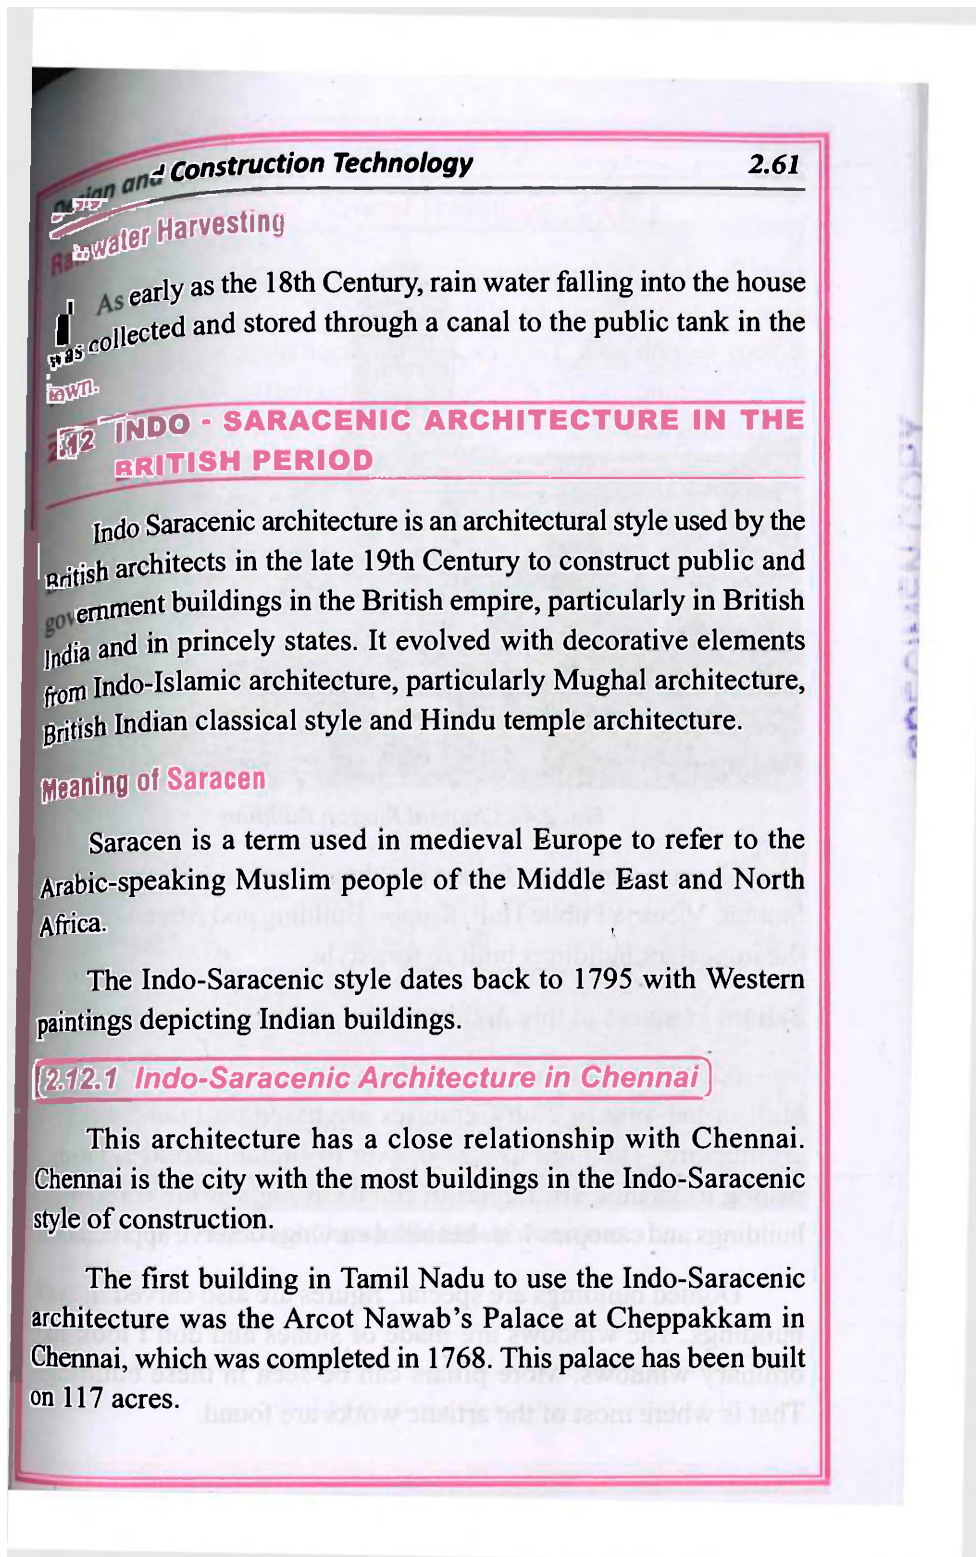 Design and Construction Technology 2.61
Rainwater Harvesting
As early as the 18th Century, rain water falling into the house
was collected and stored through a canal to the public tank in the
town.
2.12 INDO - SARACENIC ARCHITECTURE IN THE
BRITISH PERIOD
Indo Saracenic architecture is an architectural style used by the
British architects in the late 19th Century to construct public and
government buildings in the British empire, particularly in British
India and in princely states. It evolved with decorative elements
from Indo-Islamic architecture, particularly Mughal architecture,
British Indian classical style and Hindu temple architecture.
Meaning of Saracen
Saracen is a term used in medieval Europe to refer to the
Arabic-speaking Muslim people of the Middle East and North
Africa.
The Indo-Saracenic style dates back to 1795 with Western
paintings depicting Indian buildings.
2.12.1 Indo-Saracenic Architecture in Chennai
This architecture has a close relationship with Chennai.
Chennai is the city with the most buildings in the Indo-Saracenic
style of construction.
The first building in Tamil Nadu to use the Indo-Saracenic
architecture was the Arcot Nawab's Palace at Cheppakkam in
Chennai, which was completed in 1768. This palace has been built
on 117 acres.